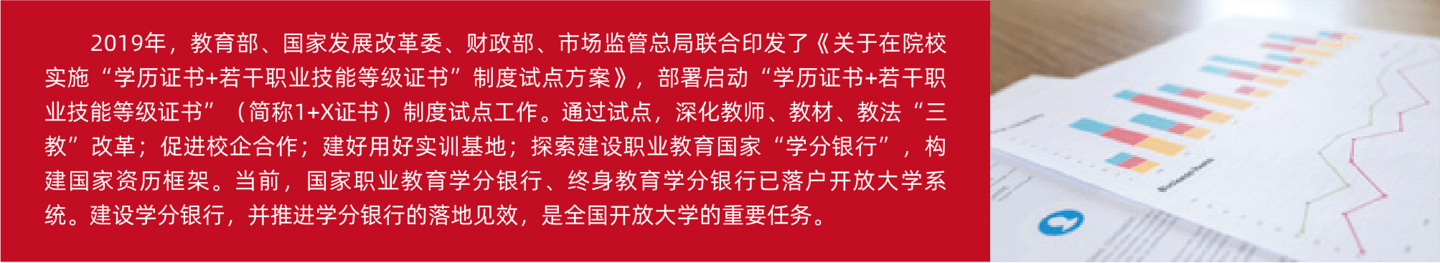 2019年，教育部、国家发展改革委、财政部、市场监管总局联合印发了《关于在院校
实施“学历证书+若干职业技能等级证书”制度试点方案》，部署启动“学历证书+若干职
业技能等级证书”（简称1+X证书）制度试点工作。通过试点，深化教师、教材、教法“三
教”改革；促进校企合作；建好用好实训基地；探索建设职业教育国家“学分银行”，构
建国家资历框架。当前，国家职业教育学分银行、终身教育学分银行已落户开放大学系
统。建设学分银行，并推进学分银行的落地见效，是全国开放大学的重要任务。